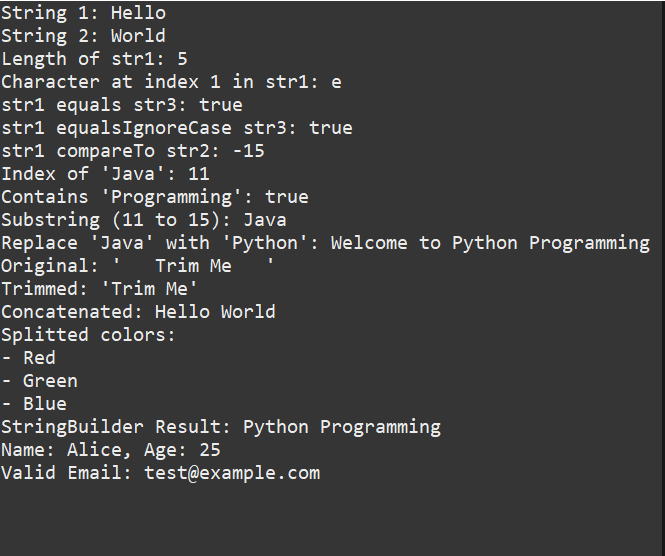 String 1: Hello
String 2: World
Length of str1: 5
Character at index 1 in str1: e
str1 equals str3: true
str1 equalsIgnoreCase str3: true
str1 compareTo str2: -15
Index of 'Java': 11
Contains 'Programming': true
Substring (11 to 15): Java
Replace 'Java' with 'Python': Welcome to Python Programming
Original: '   Trim Me   '
Trimmed: 'Trim Me'
Concatenated: Hello World
Splitted colors:
- Red
- Green
- Blue
StringBuilder Result: Python Programming
Name: Alice, Age: 25
Valid Email: test@example.com